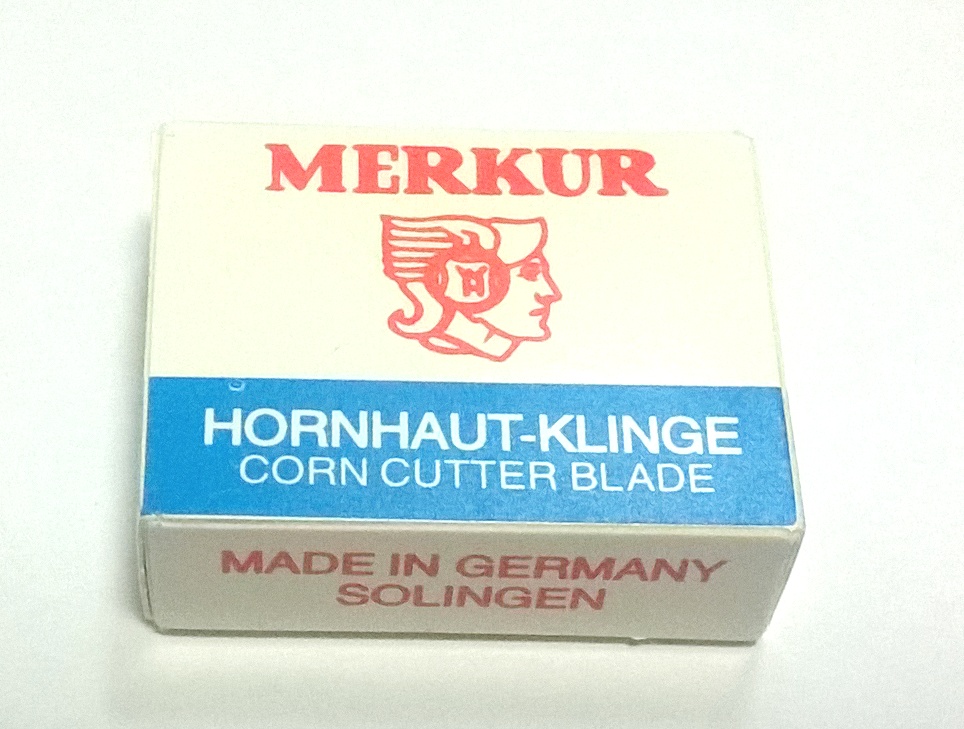 MERKUR
HORNHAUT-KLINGE
CORN CUTTER BLADE
MADE IN GERMANY
SOLINGEN